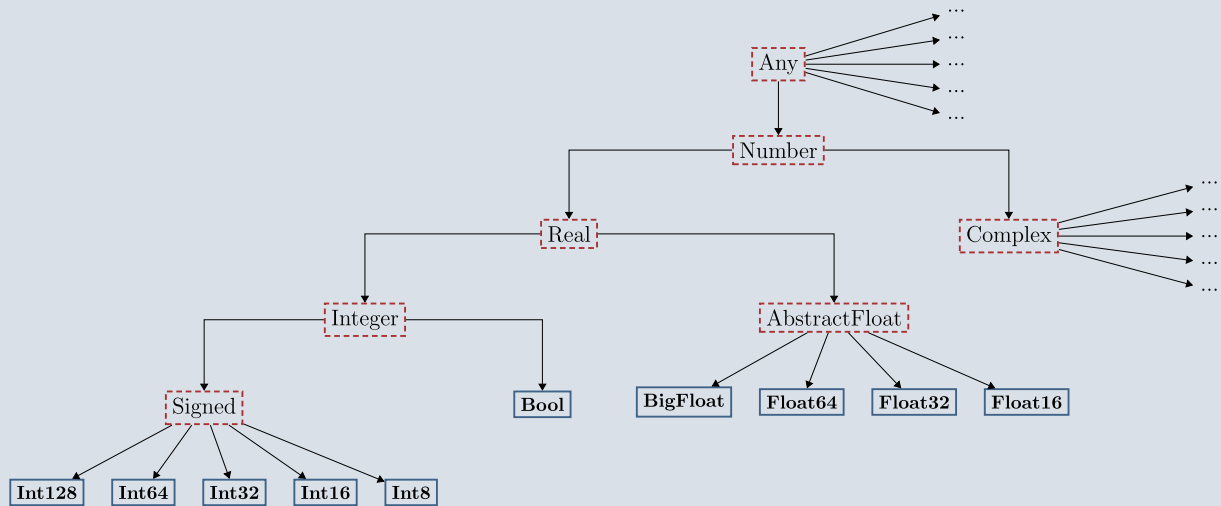 ...
...
Any
...
...
...
Number
...
...
Real
Complex
...
...
...
Integer
AbstractFloat
Signed
Bool
BigFloat
Float64
Float32
Float16
Int128
Int64
Int32
Int16
Int8